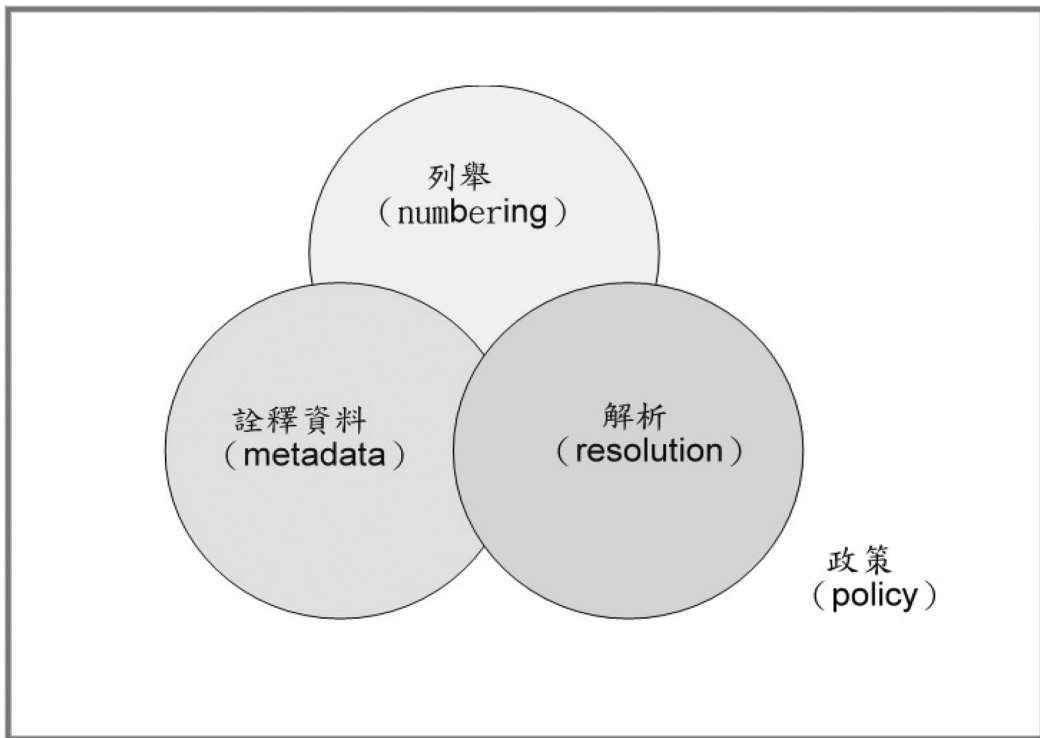 列舉
（numbering）
詮釋資料
（metadata）
解析
（resolution）
政策
（policy）